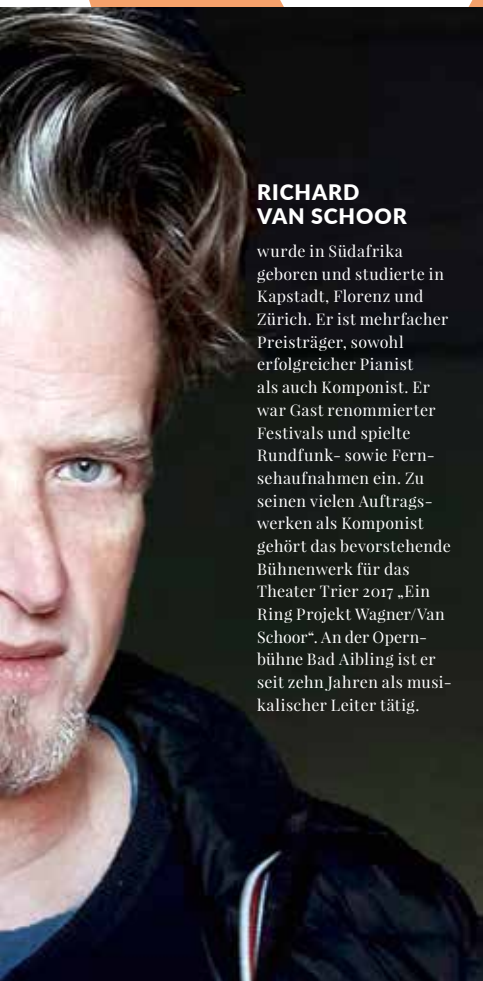 RICHARD
VAN SCHOOR
wurde in Südafrika
geboren und studierte in
Kapstadt, Florenz und
Zürich. Er ist mehrfacher
Preisträger, sowohl
erfolgreicher Pianist
als auch Komponist. Er
war Gast renommierter
Festivals und spielte
Rundfunk- sowie Fern-
sehaufnahmen ein. Zu
seinen vielen Auftrags-
werken als Komponist
gehört das bevorstehende
Bühnenwerk für das
Theater Trier 2017 „Ein
Ring Projekt Wagner/Van
Schoor“. An der Opern-
bühne Bad Aibling ist er
seit zehn Jahren als musi-
kalischer Leiter tätig.